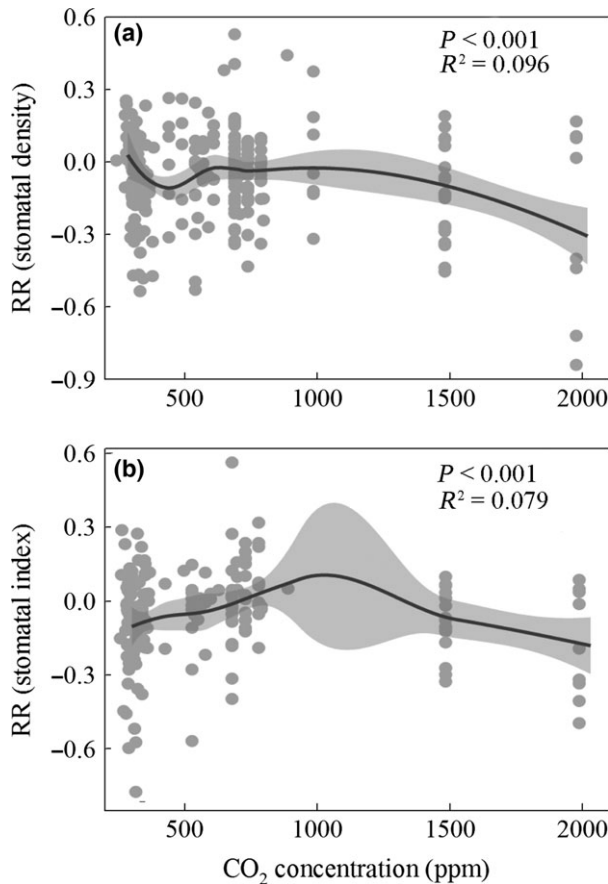 (a)
P < 0.001
R² = 0.096
RR (stomatal density)
0.6
0.3
0.0
−0.3
−0.6
−0.9
500 1000 1500 2000
(b)
P < 0.001
R² = 0.079
RR (stomatal index)
0.6
0.3
0.0
−0.3
−0.6
500 1000 1500 2000
CO₂ concentration (ppm)